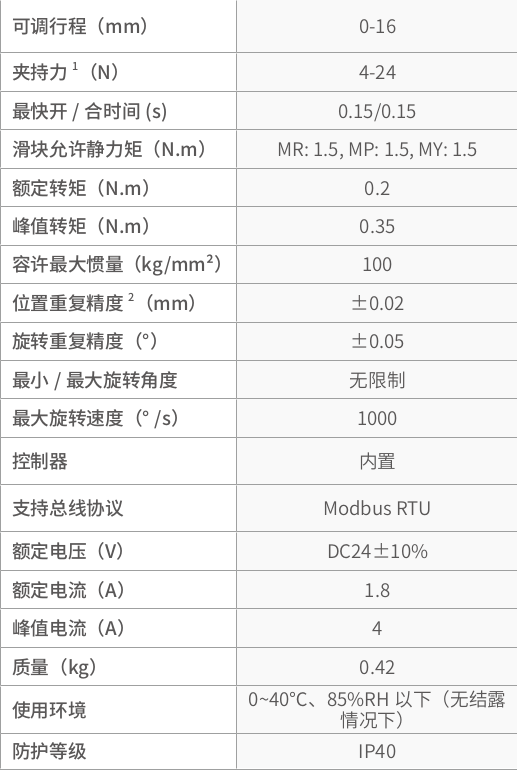 可调行程（mm） 0-16
夹持力¹（N） 4-24
最快开 / 合时间 (s) 0.15/0.15
滑块允许静力矩（N.m） MR: 1.5, MP: 1.5, MY: 1.5
额定转矩（N.m） 0.2
峰值转矩（N.m） 0.35
容许最大惯量（kg/mm²） 100
位置重复精度²（mm） ±0.02
旋转重复精度（°） ±0.05
最小 / 最大旋转角度 无限制
最大旋转速度（° /s） 1000
控制器 内置
支持总线协议 Modbus RTU
额定电压（V） DC24±10%
额定电流（A） 1.8
峰值电流（A） 4
质量（kg） 0.42
使用环境 0~40℃、85%RH 以下（无结露
情况下）
防护等级 IP40